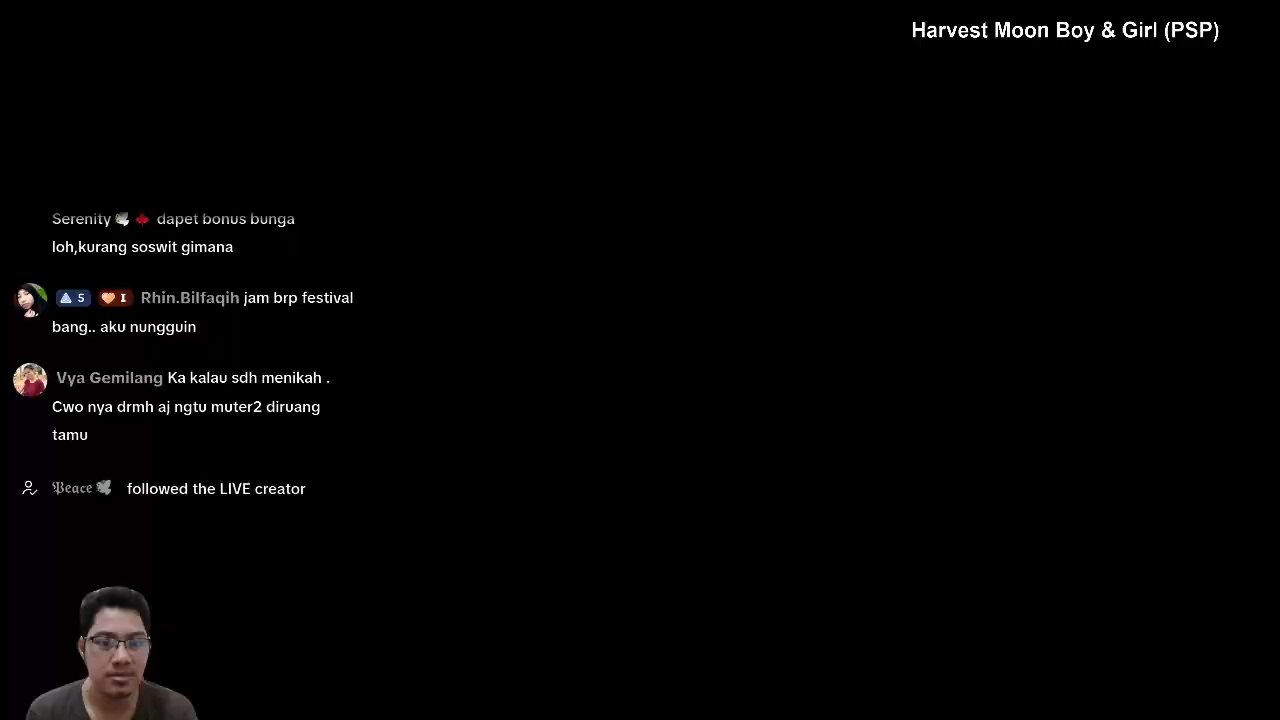 Harvest Moon Boy & Girl (PSP)
Serenity 🕊️ 🍁 dapet bonus bunga
loh,kurang soswit gimana
5 I Rhin.Bilfaqih jam brp festival
bang.. aku nungguin
Vya Gemilang Ka kalau sdh menikah .
Cwo nya drmh aj ngtu muter2 diruang
tamu
𝔓𝔢𝔞𝔠𝔢 🕊️ followed the LIVE creator